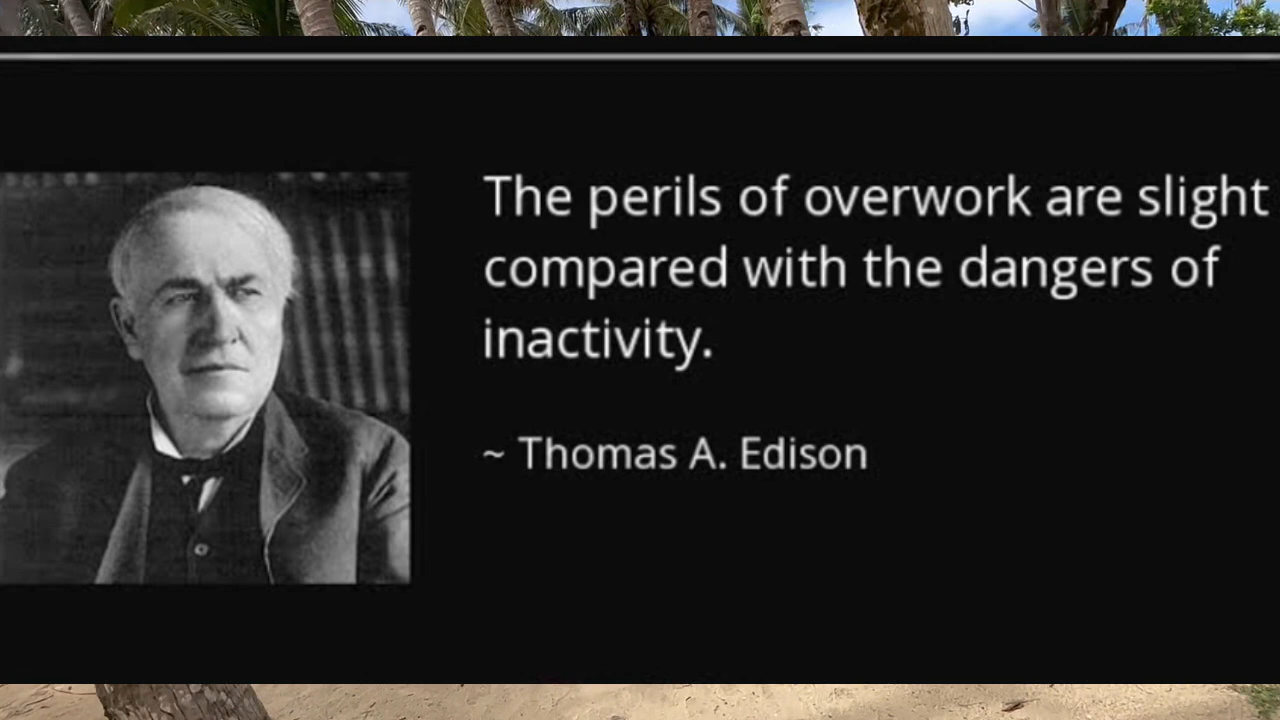 The perils of overwork are slight
compared with the dangers of
inactivity.
~ Thomas A. Edison